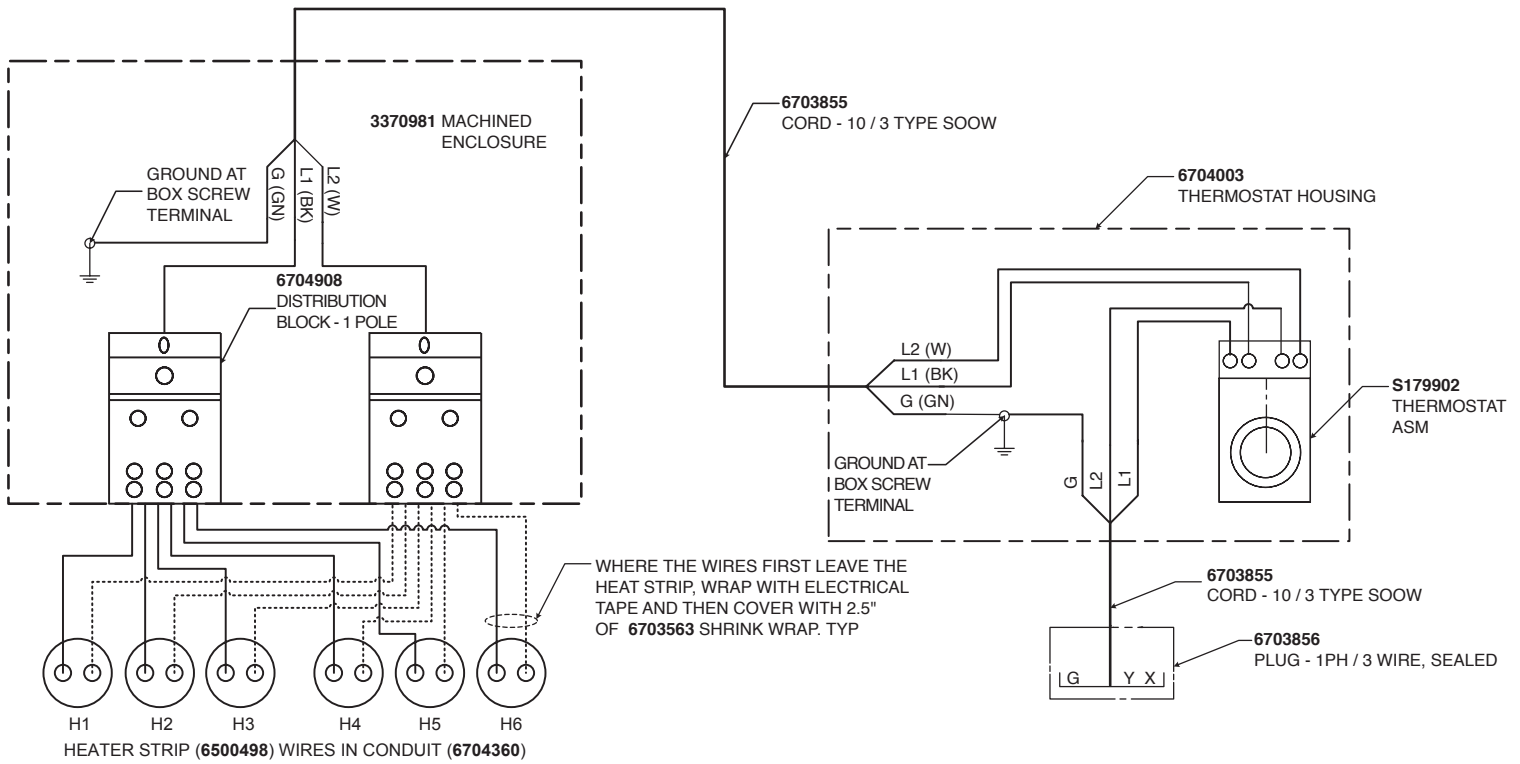 6703855
CORD - 10 / 3 TYPE SOOW
3370981 MACHINED
ENCLOSURE
GROUND AT
BOX SCREW
TERMINAL
G (GN)
L1 (BK)
L2 (W)
6704908
DISTRIBUTION
BLOCK - 1 POLE
6704003
THERMOSTAT HOUSING
L2 (W)
L1 (BK)
G (GN)
S179902
THERMOSTAT
ASM
GROUND AT
BOX SCREW
TERMINAL
G
L2
L1
WHERE THE WIRES FIRST LEAVE THE
HEAT STRIP, WRAP WITH ELECTRICAL
TAPE AND THEN COVER WITH 2.5"
OF 6703563 SHRINK WRAP. TYP
6703855
CORD - 10 / 3 TYPE SOOW
6703856
PLUG - 1PH / 3 WIRE, SEALED
G Y X
H1 H2 H3 H4 H5 H6
HEATER STRIP (6500498) WIRES IN CONDUIT (6704360)